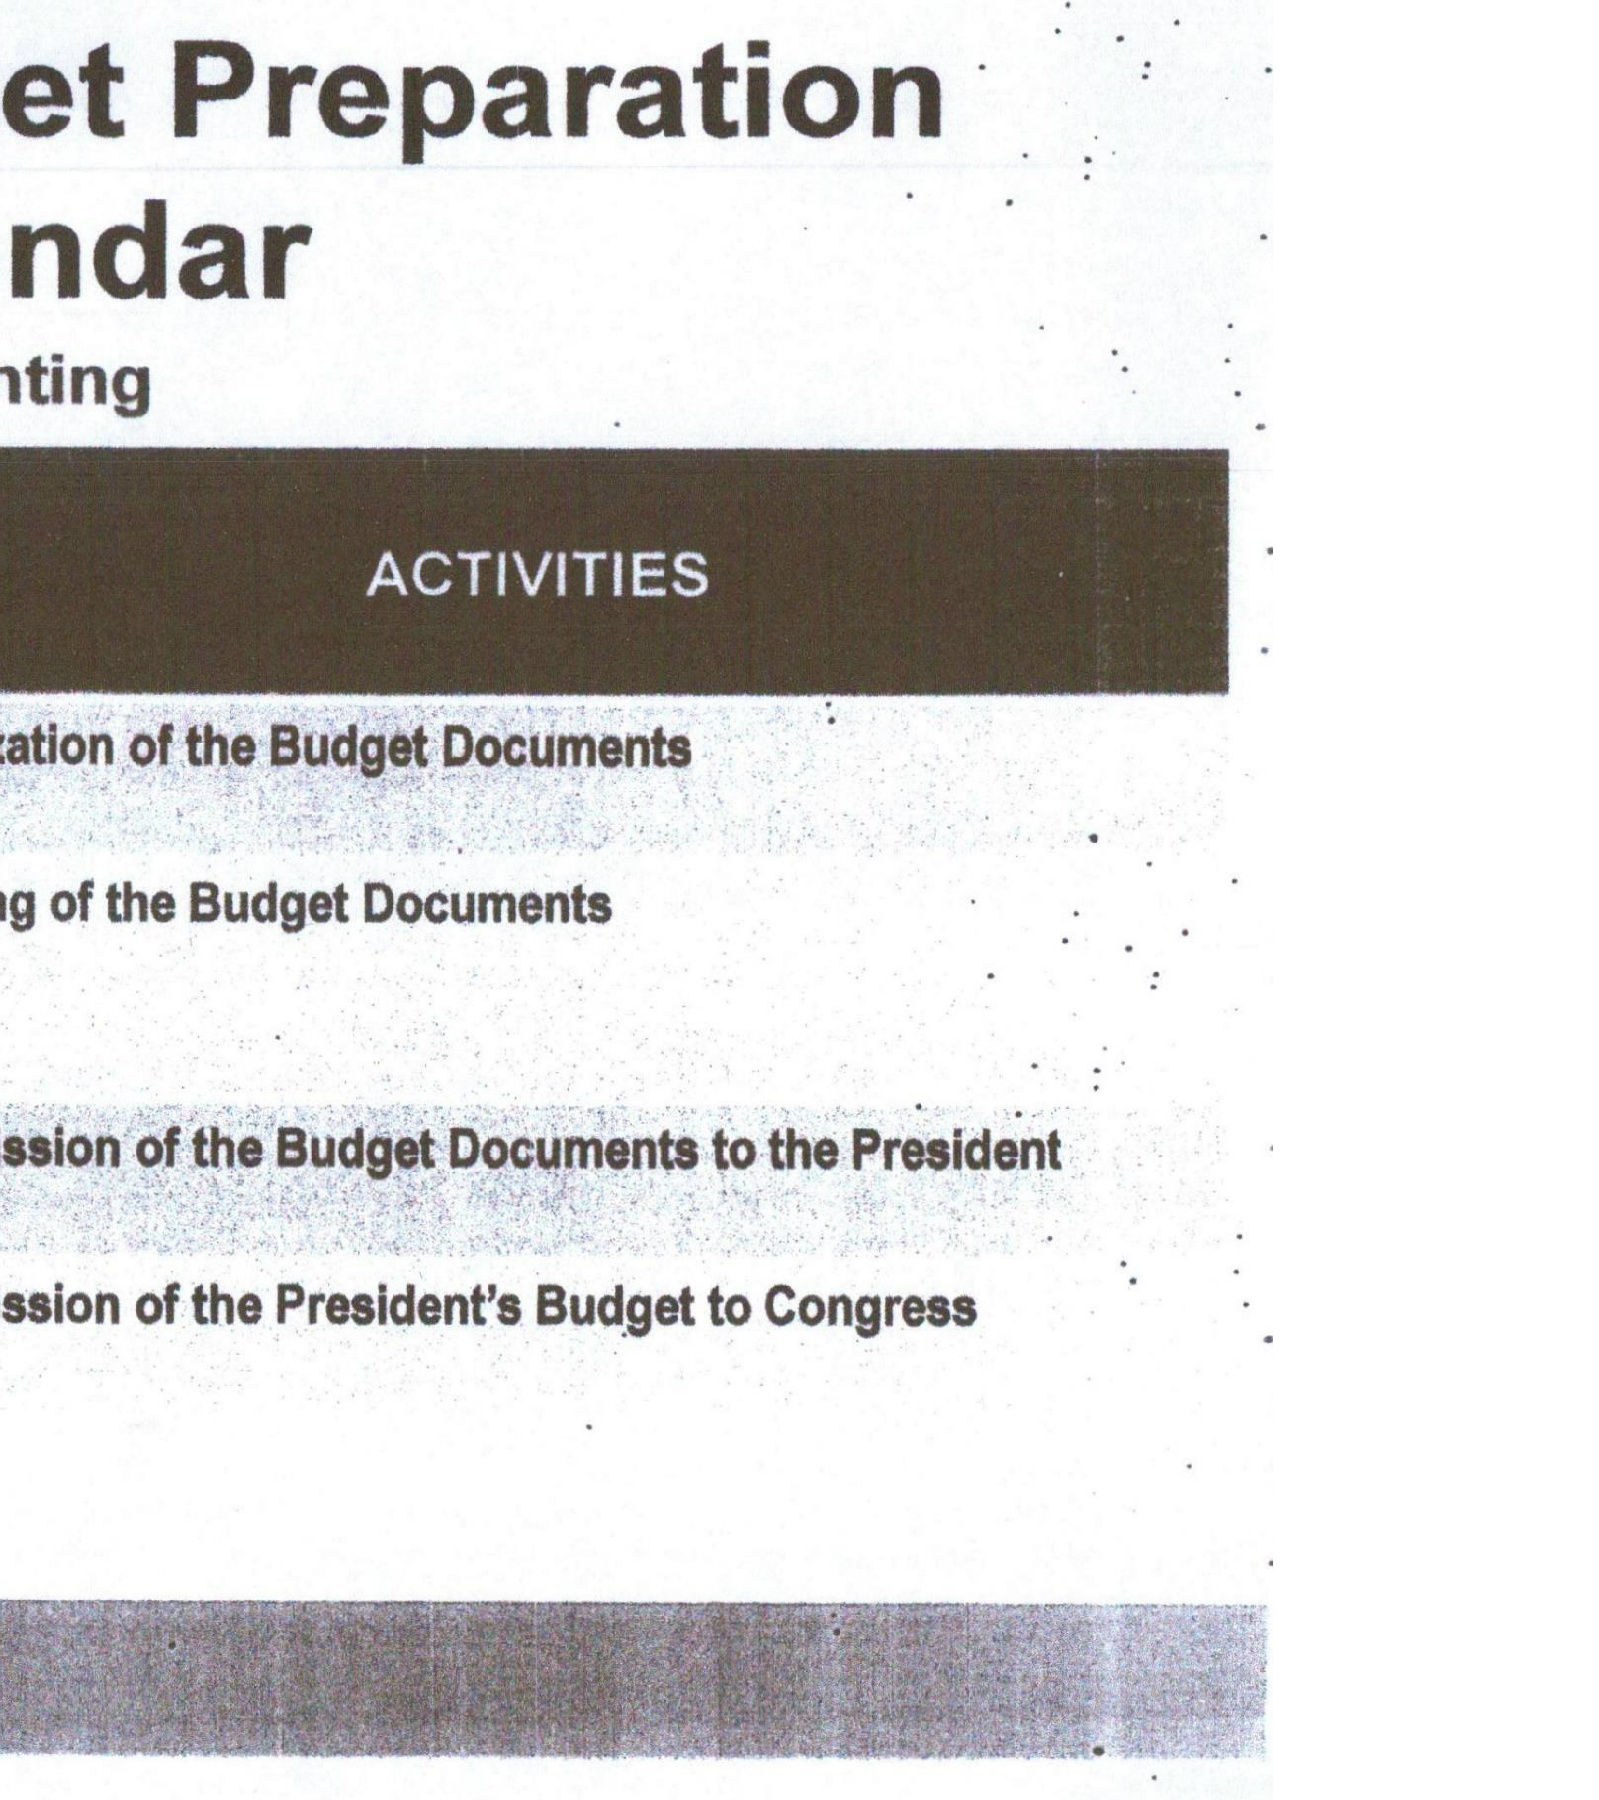 et Preparation
ndar
nting
ACTIVITIES
zation of the Budget Documents
ng of the Budget Documents
ssion of the Budget Documents to the President
ssion of the President’s Budget to Congress